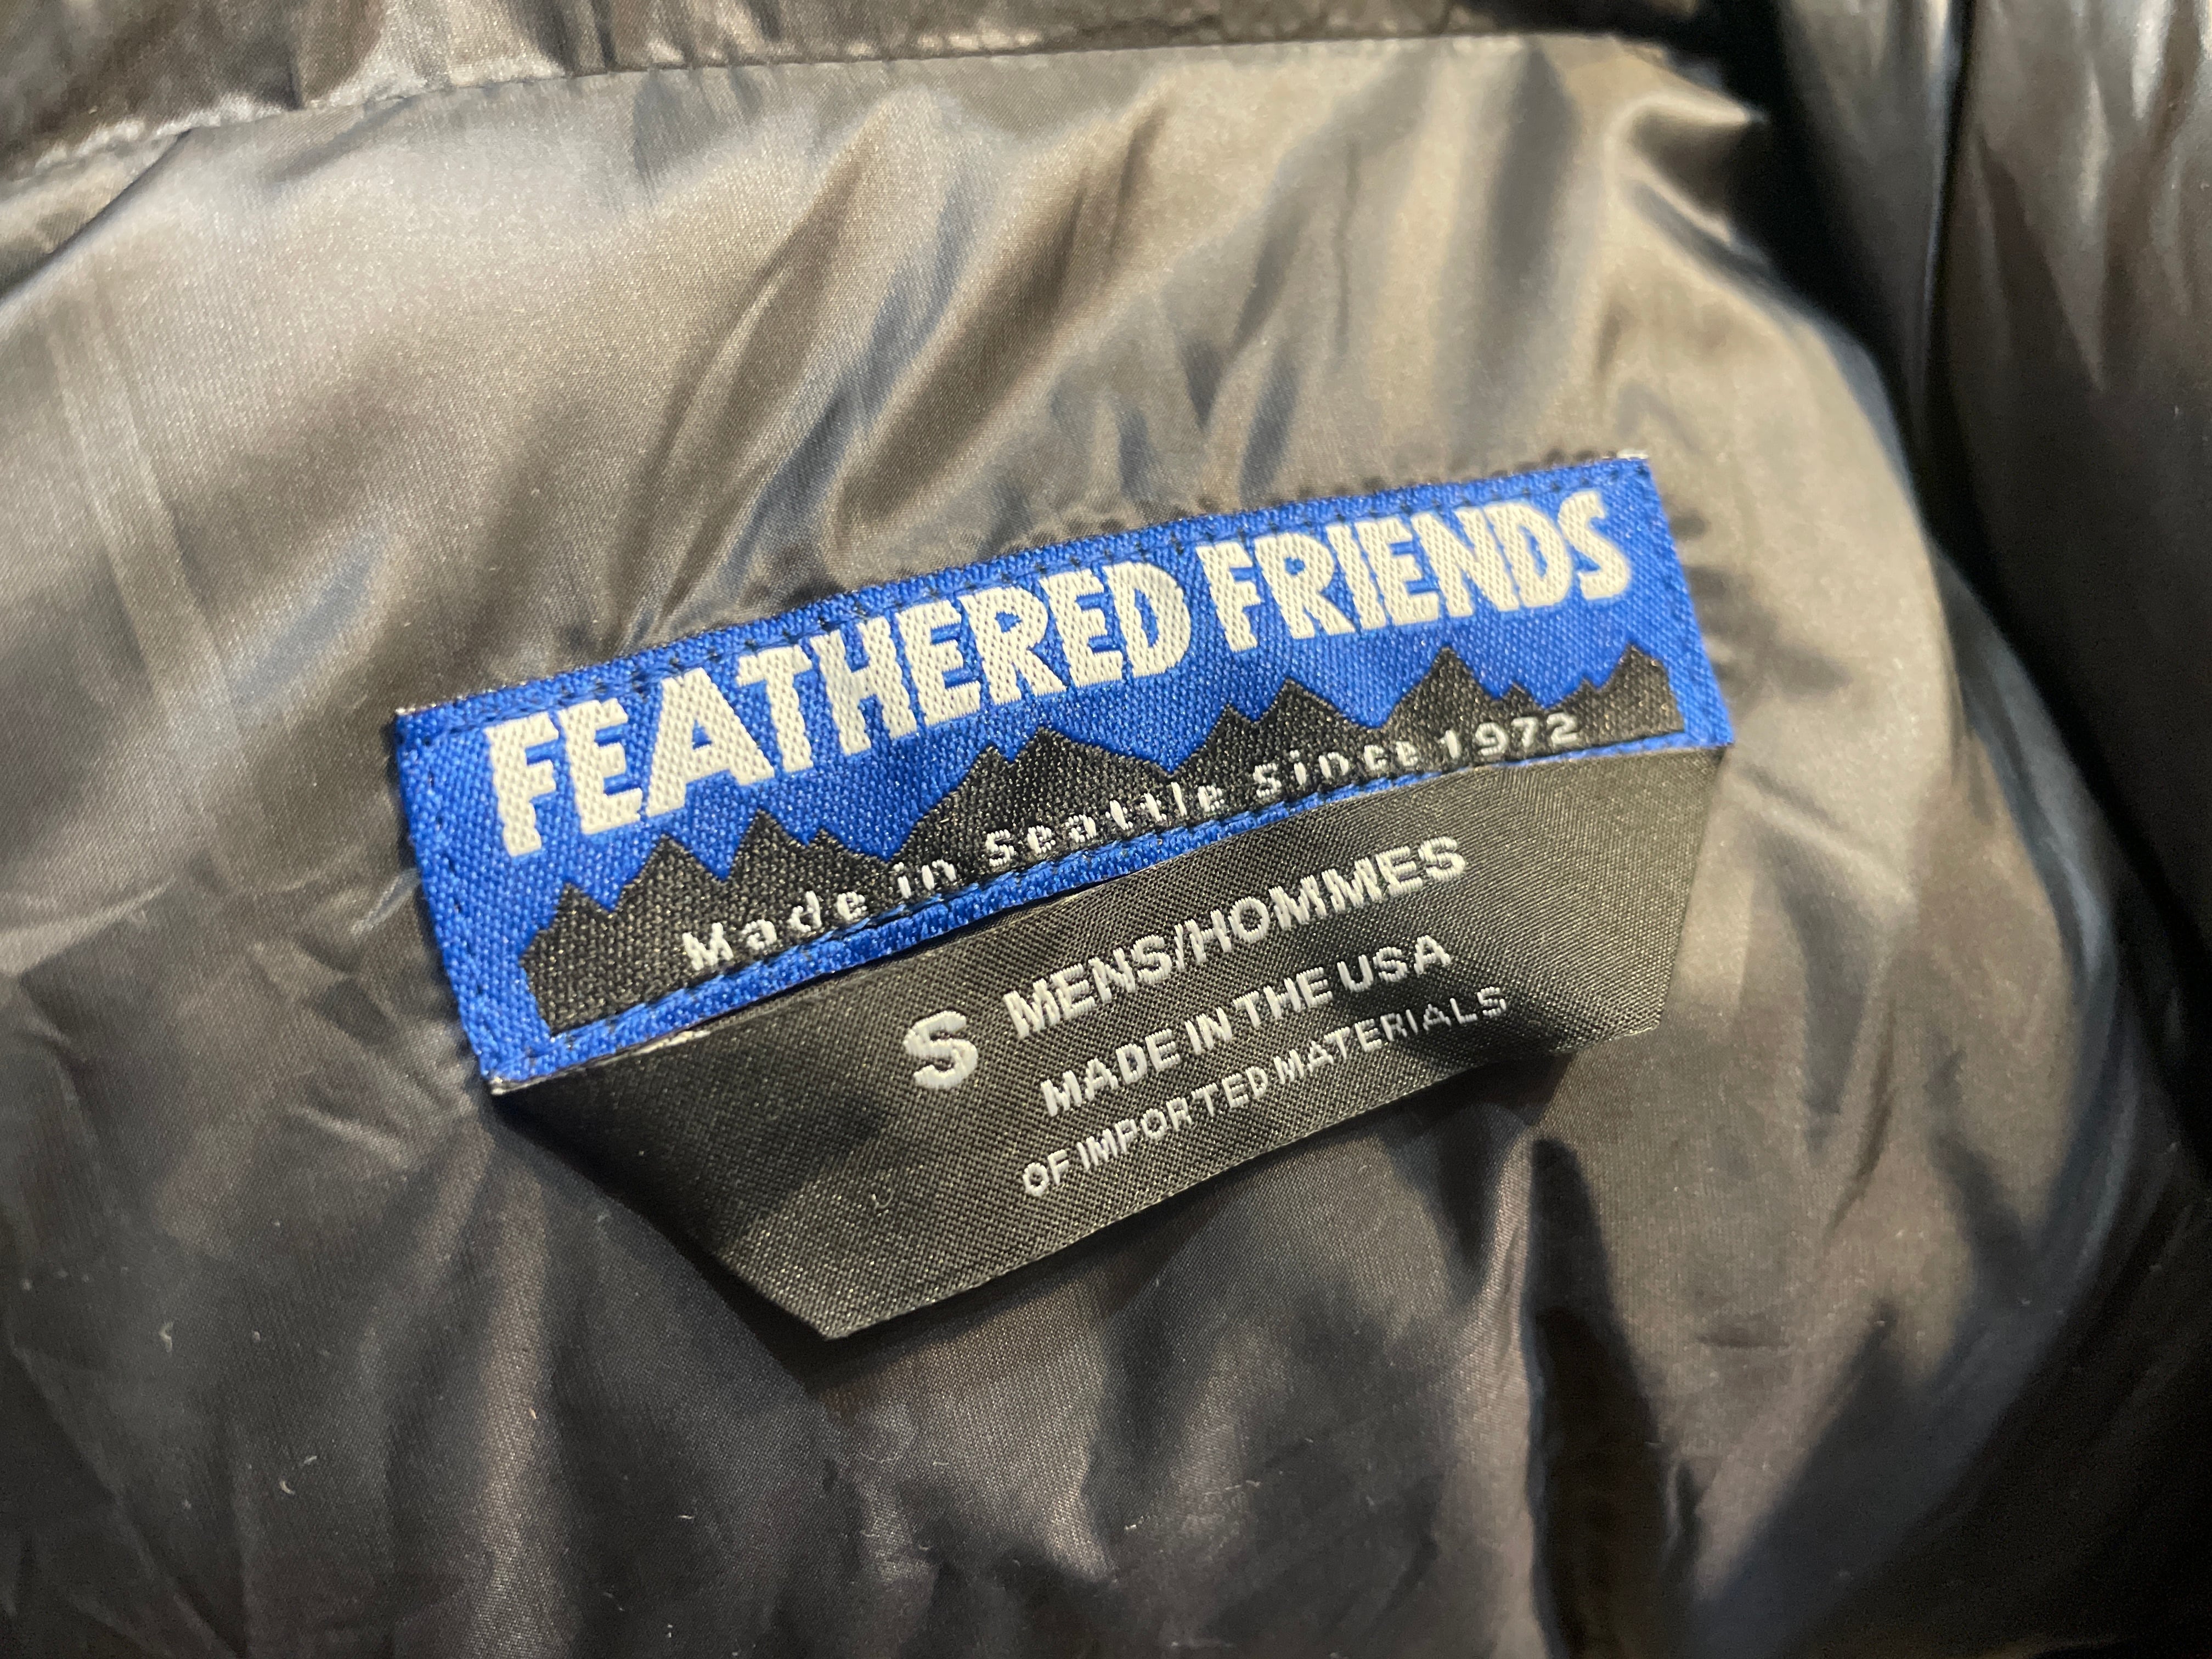 FEATHERED FRIENDS
Made in Seattle Since 1972
S MENS/HOMMES
MADE IN THE USA
OF IMPORTED MATERIALS